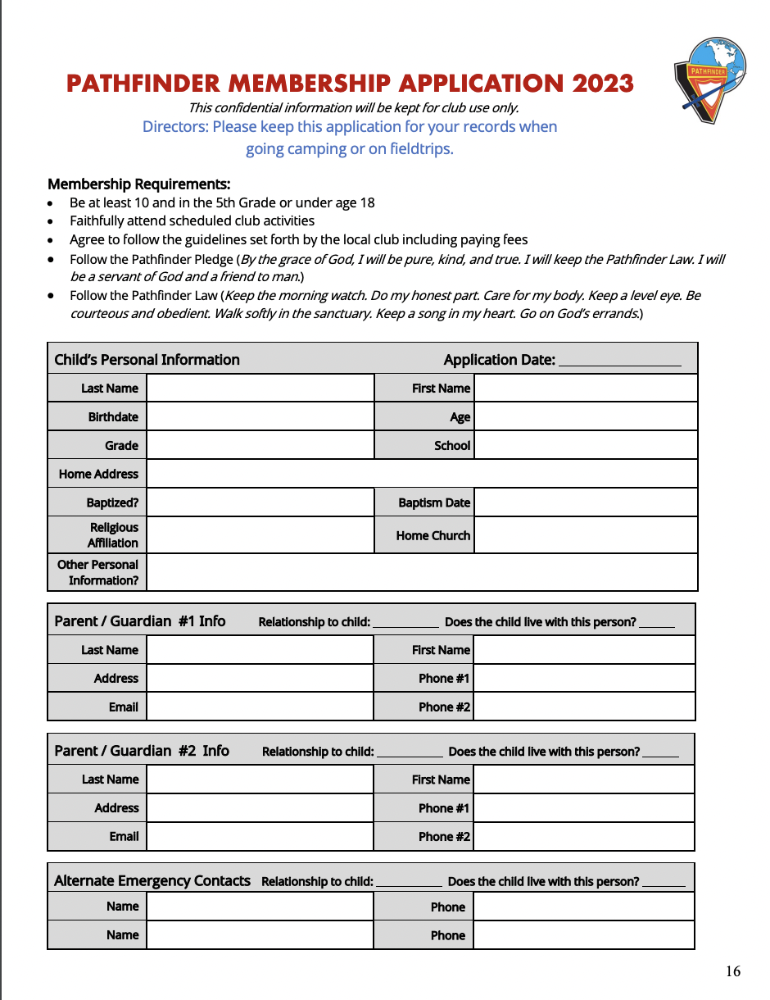 PATHFINDER MEMBERSHIP APPLICATION 2023
PATHFINDER
This confidential information will be kept for club use only.
Directors: Please keep this application for your records when
going camping or on fieldtrips.
Membership Requirements:
• Be at least 10 and in the 5th Grade or under age 18
• Faithfully attend scheduled club activities
• Agree to follow the guidelines set forth by the local club including paying fees
• Follow the Pathfinder Pledge (By the grace of God, I will be pure, kind, and true. I will keep the Pathfinder Law. I will
be a servant of God and a friend to man.)
• Follow the Pathfinder Law (Keep the morning watch. Do my honest part. Care for my body. Keep a level eye. Be
courteous and obedient. Walk softly in the sanctuary. Keep a song in my heart. Go on God's errands.)
Child's Personal Information Application Date: ________________
Last Name First Name
Birthdate Age
Grade School
Home Address
Baptized? Baptism Date
Religious
Affiliation Home Church
Other Personal
Information?
Parent / Guardian #1 Info Relationship to child: __________ Does the child live with this person? _____
Last Name First Name
Address Phone #1
Email Phone #2
Parent / Guardian #2 Info Relationship to child: __________ Does the child live with this person? _____
Last Name First Name
Address Phone #1
Email Phone #2
Alternate Emergency Contacts Relationship to child: __________ Does the child live with this person? ______
Name Phone
Name Phone
16